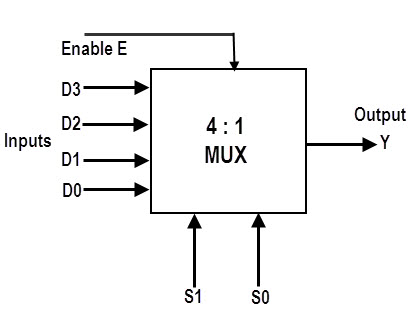 Enable E
D3
D2
Inputs
D1
D0
4 : 1
MUX
Output
Y
S1
S0